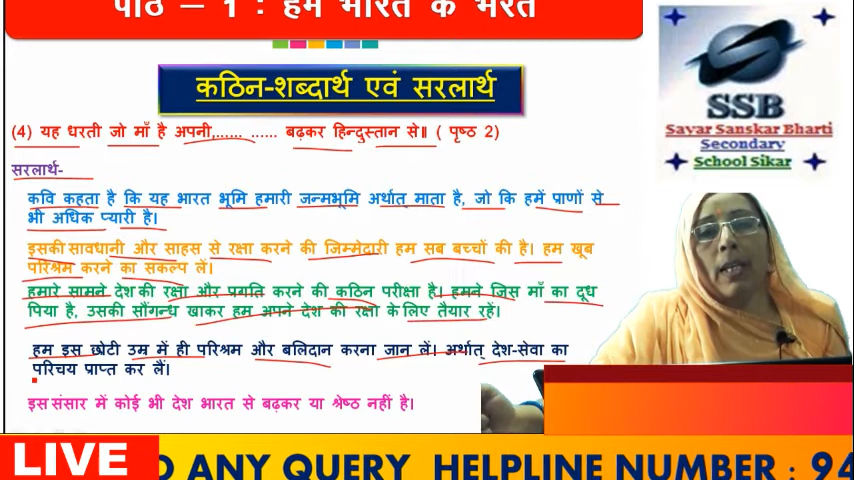 पाठ – 1 : हम भारत के भरत
कठिन-शब्दार्थ एवं सरलार्थ
(4) यह धरती जो माँ है अपनी,...... ...... बढ़कर हिन्दुस्तान से॥ ( पृष्ठ 2)
सरलार्थ-
कवि कहता है कि यह भारत भूमि हमारी जन्मभूमि अर्थात् माता है, जो कि हमें प्राणों से
भी अधिक प्यारी है।
इसकी सावधानी और साहस से रक्षा करने की जिम्मेदारी हम सब बच्चों की है। हम खूब
परिश्रम करने का संकल्प लें।
हमारे सामने देश की रक्षा और प्रगति करने की कठिन परीक्षा है। हमने जिस माँ का दूध
पिया है, उसकी सौगन्ध खाकर हम अपने देश की रक्षा के लिए तैयार रहें।
हम इस छोटी उम्र में ही परिश्रम और बलिदान करना जान लें। अर्थात् देश-सेवा का
परिचय प्राप्त कर लें।
इस संसार में कोई भी देश भारत से बढ़कर या श्रेष्ठ नहीं है।
SSB
Savar Sanskar Bharti
Secondary
School Sikar
LIVE
ANY QUERY HELPLINE NUMBER : 94